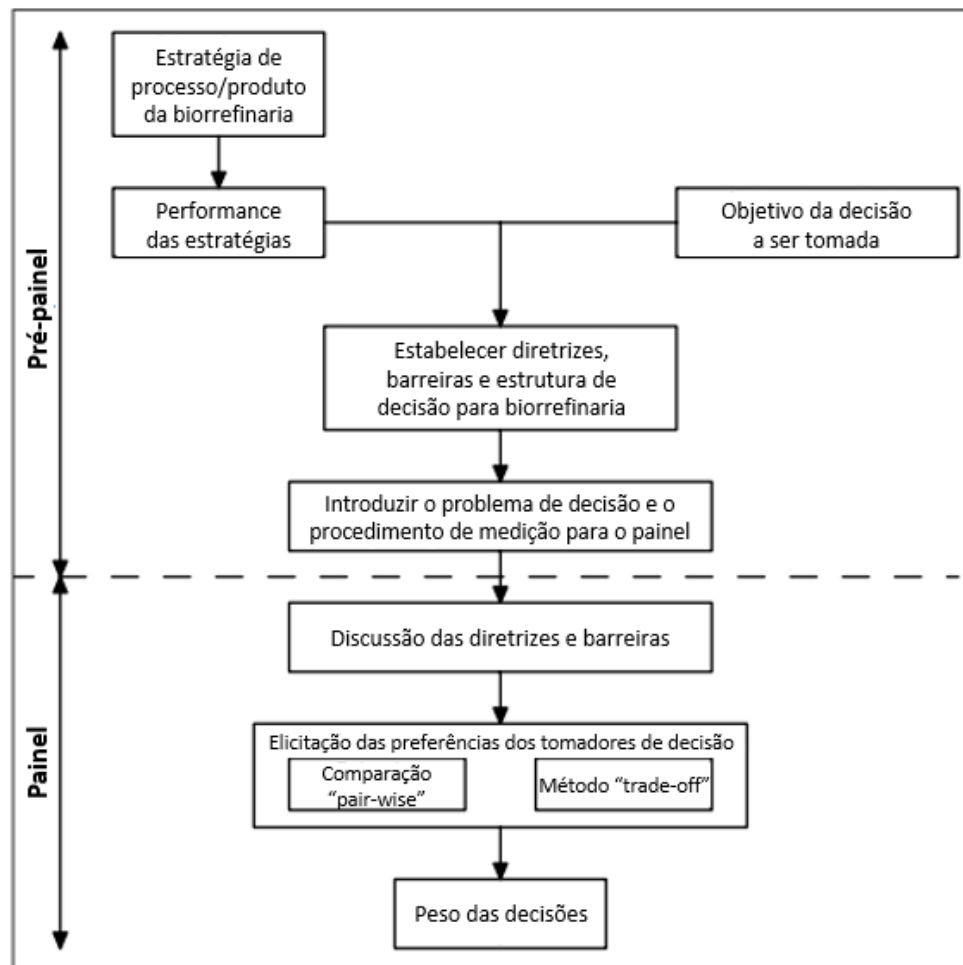 Pré-painel
Estratégia de
processo/produto
da biorrefinaria
Performance
das estratégias
Objetivo da decisão
a ser tomada
Estabelecer diretrizes,
barreiras e estrutura de
decisão para biorrefinaria
Introduzir o problema de decisão e o
procedimento de medição para o painel
Painel
Discussão das diretrizes e barreiras
Elicitação das preferências dos tomadores de decisão
Comparação
“pair-wise”
Método “trade-off”
Peso das decisões